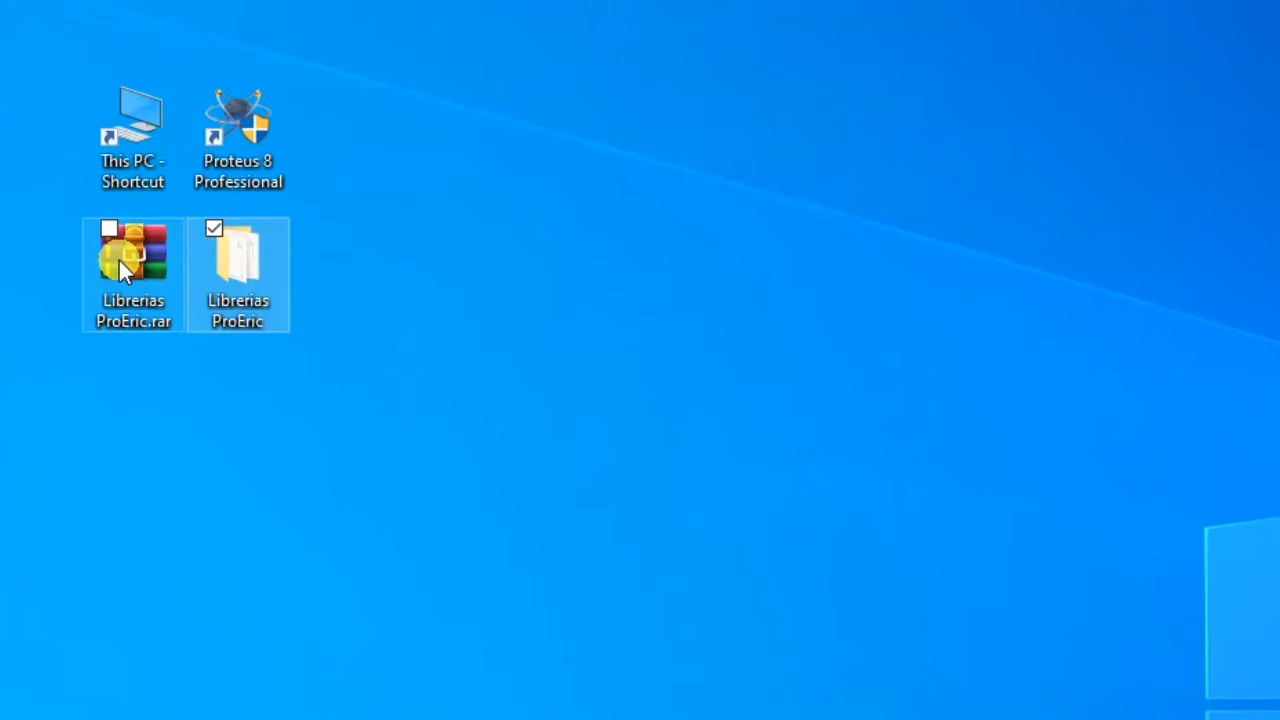 This PC -
Shortcut
Proteus 8
Professional
Librerias
ProEric.rar
Librerias
ProEric